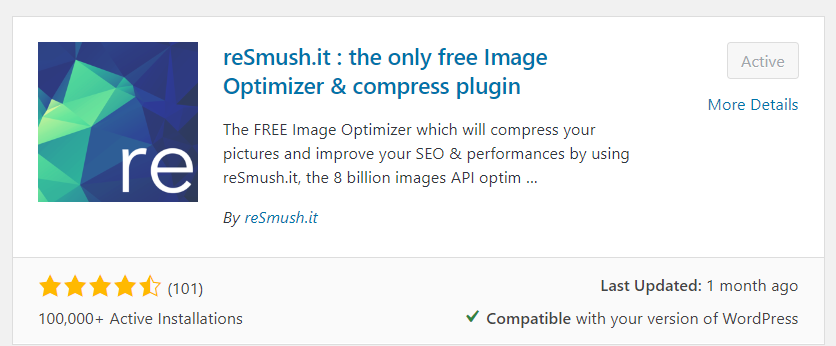 re
reSmush.it : the only free Image
Optimizer & compress plugin
Active
More Details
The FREE Image Optimizer which will compress your
pictures and improve your SEO & performances by using
reSmush.it, the 8 billion images API optim ...
By reSmush.it
(101)
Last Updated: 1 month ago
100,000+ Active Installations
Compatible with your version of WordPress